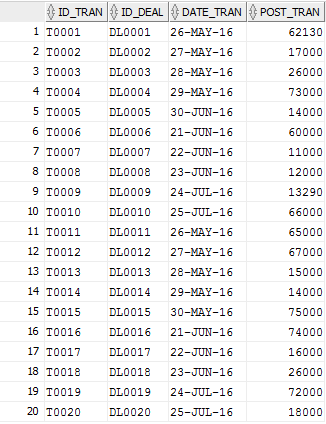 ID_TRAN ID_DEAL DATE_TRAN POST_TRAN
1 T0001 DL0001 26-MAY-16 62130
2 T0002 DL0002 27-MAY-16 17000
3 T0003 DL0003 28-MAY-16 26000
4 T0004 DL0004 29-MAY-16 73000
5 T0005 DL0005 30-JUN-16 14000
6 T0006 DL0006 21-JUN-16 60000
7 T0007 DL0007 22-JUN-16 11000
8 T0008 DL0008 23-JUN-16 12000
9 T0009 DL0009 24-JUL-16 13290
10 T0010 DL0010 25-JUL-16 66000
11 T0011 DL0011 26-MAY-16 65000
12 T0012 DL0012 27-MAY-16 67000
13 T0013 DL0013 28-MAY-16 15000
14 T0014 DL0014 29-MAY-16 14000
15 T0015 DL0015 30-MAY-16 75000
16 T0016 DL0016 21-JUN-16 74000
17 T0017 DL0017 22-JUN-16 16000
18 T0018 DL0018 23-JUN-16 26000
19 T0019 DL0019 24-JUL-16 72000
20 T0020 DL0020 25-JUL-16 18000